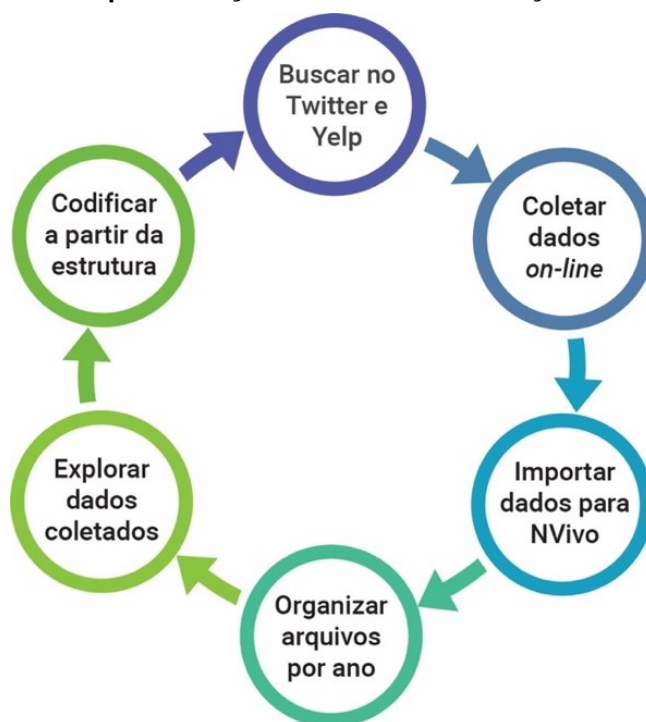 Buscar no
Twitter e
Yelp
Coletar
dados
on-line
Importar
dados para
NVivo
Organizar
arquivos
por ano
Explorar
dados
coletados
Codificar
a partir da
estrutura